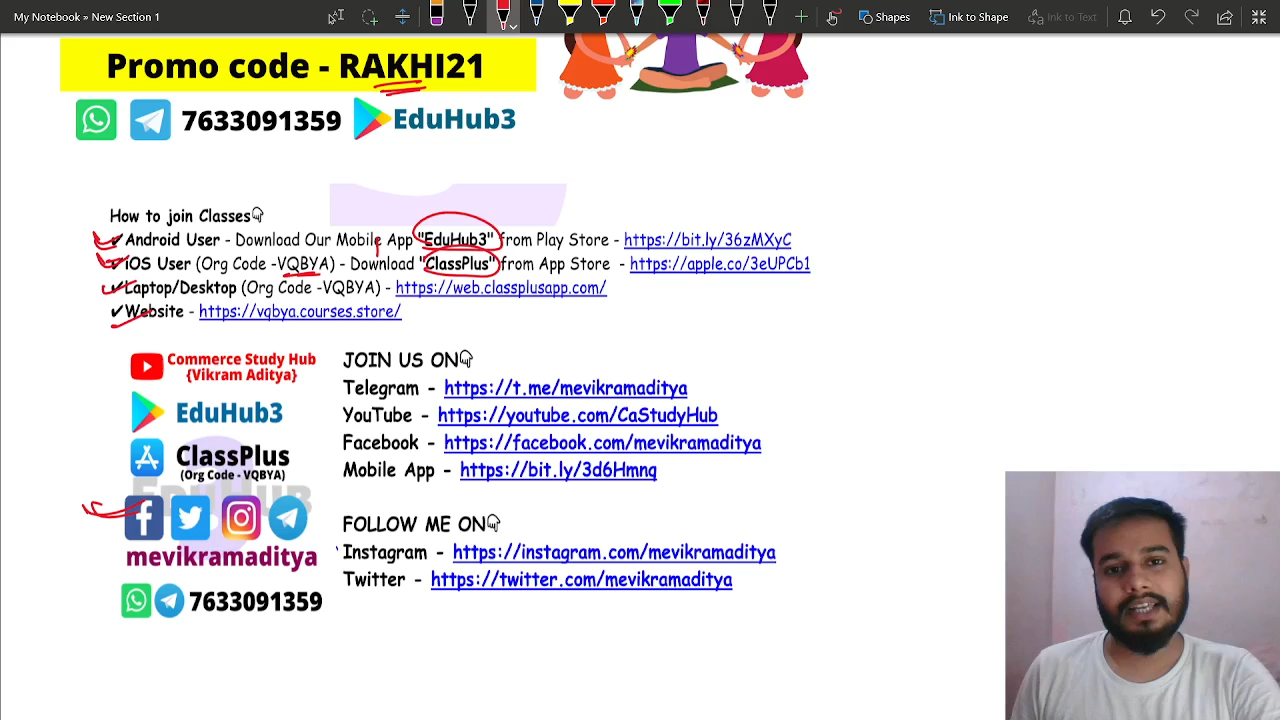 My Notebook » New Section 1
Shapes
Ink to Shape
Ink to Text
Promo code - RAKHI21
7633091359
EduHub3
How to join Classes👇
✔Android User - Download Our Mobile App "EduHub3" from Play Store - https://bit.ly/36zMXyC
✔iOS User (Org Code -VQBYA) - Download "ClassPlus" from App Store - https://apple.co/3eUPCb1
✔Laptop/Desktop (Org Code -VQBYA) - https://web.classplusapp.com/
✔Website - https://vqbya.courses.store/
Commerce Study Hub
{Vikram Aditya}
EduHub3
ClassPlus
(Org Code - VQBYA)
EDUHUB
mevikramaditya
7633091359
JOIN US ON👇
Telegram - https://t.me/mevikramaditya
YouTube - https://youtube.com/CaStudyHub
Facebook - https://facebook.com/mevikramaditya
Mobile App - https://bit.ly/3d6Hmnq
FOLLOW ME ON👇
Instagram - https://instagram.com/mevikramaditya
Twitter - https://twitter.com/mevikramaditya